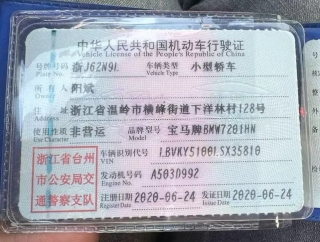 中华人民共和国机动车行驶证
Vehicle License of the People's Republic of China
号牌号码 浙J62N9L 车辆类型 小型轿车
Plate No. Vehicle Type
所有人
Owner
住址 浙江省温岭市横峰街道下洋林村128号
Address
使用性质 非营运 品牌型号 宝马牌BMW7201HN
浙江省台州 车辆识别代号 LBVKY5100LSX35810
VIN
市公安局交 发动机号码 A503D992
Engine No.
通警察支队 注册日期 2020-06-24 发证日期 2020-06-24
Register Date Issue Date